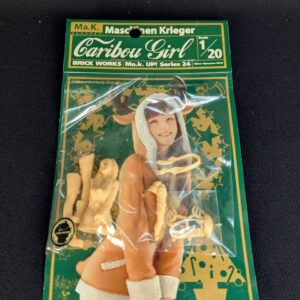 Ma.K.
Maschinen Krieger
Caribou Girl
Scale
1/20
BRICK WORKS Ma.k. UP! Series 24